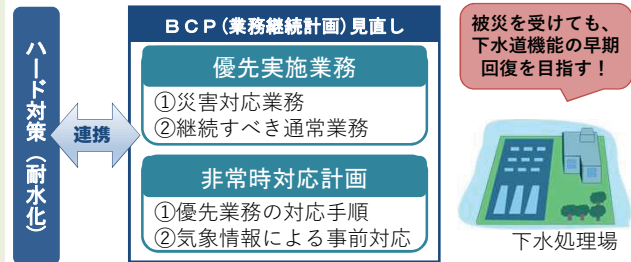 ハード対策（耐水化）
連携
ＢＣＰ(業務継続計画)見直し
優先実施業務
①災害対応業務
②継続すべき通常業務
非常時対応計画
①優先業務の対応手順
②気象情報による事前対応
被災を受けても、
下水道機能の早期
回復を目指す！
下水処理場